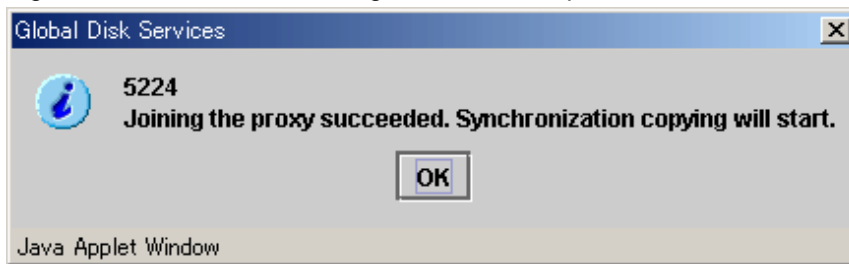 Global Disk Services
5224
Joining the proxy succeeded. Synchronization copying will start.
OK
Java Applet Window